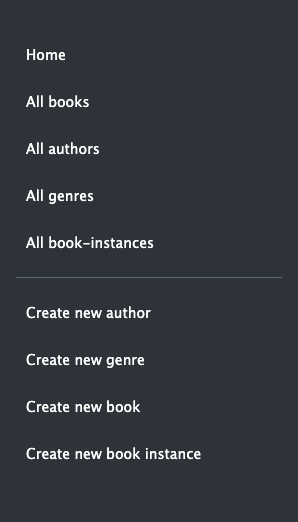 Home
All books
All authors
All genres
All book-instances
Create new author
Create new genre
Create new book
Create new book instance